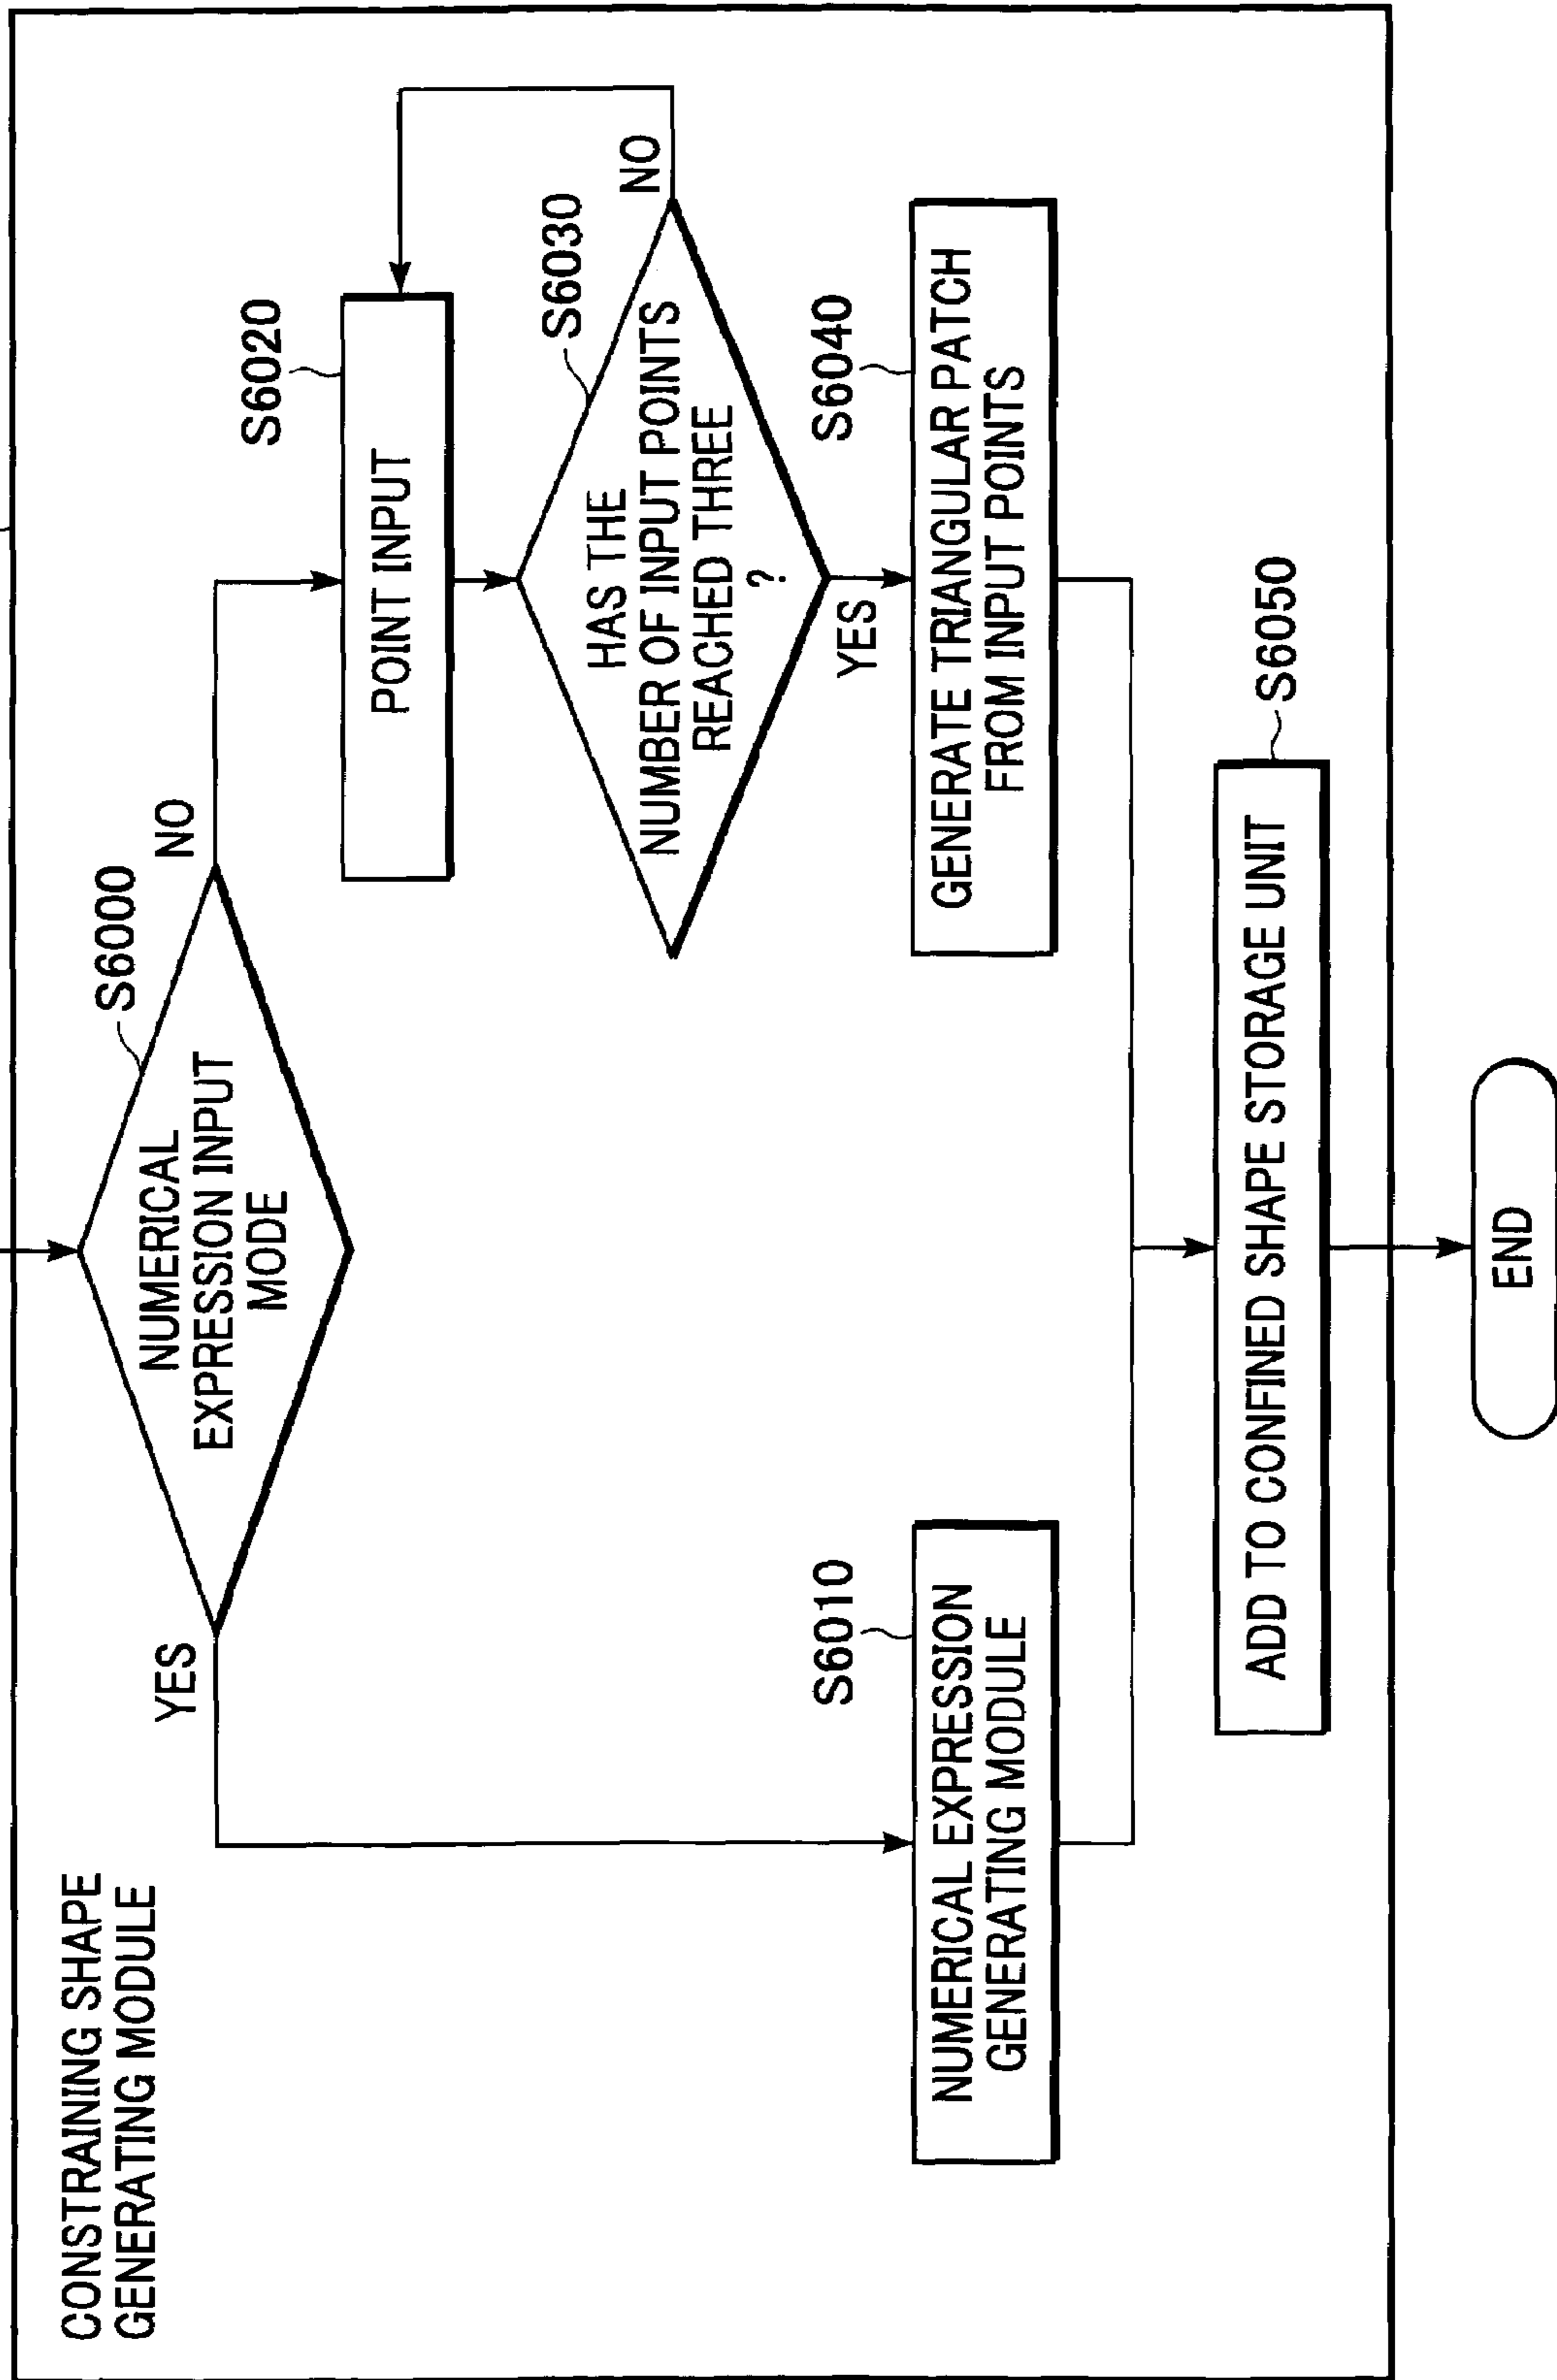 CONSTRAINING SHAPE
GENERATING MODULE
S6000
NUMERICAL
EXPRESSION INPUT
MODE
YES
NO
S6020
POINT INPUT
S6030
HAS THE
NUMBER OF INPUT POINTS
REACHED THREE
?
NO
YES
S6010
NUMERICAL EXPRESSION
GENERATING MODULE
S6040
GENERATE TRIANGULAR PATCH
FROM INPUT POINTS
S6050
ADD TO CONFINED SHAPE STORAGE UNIT
END